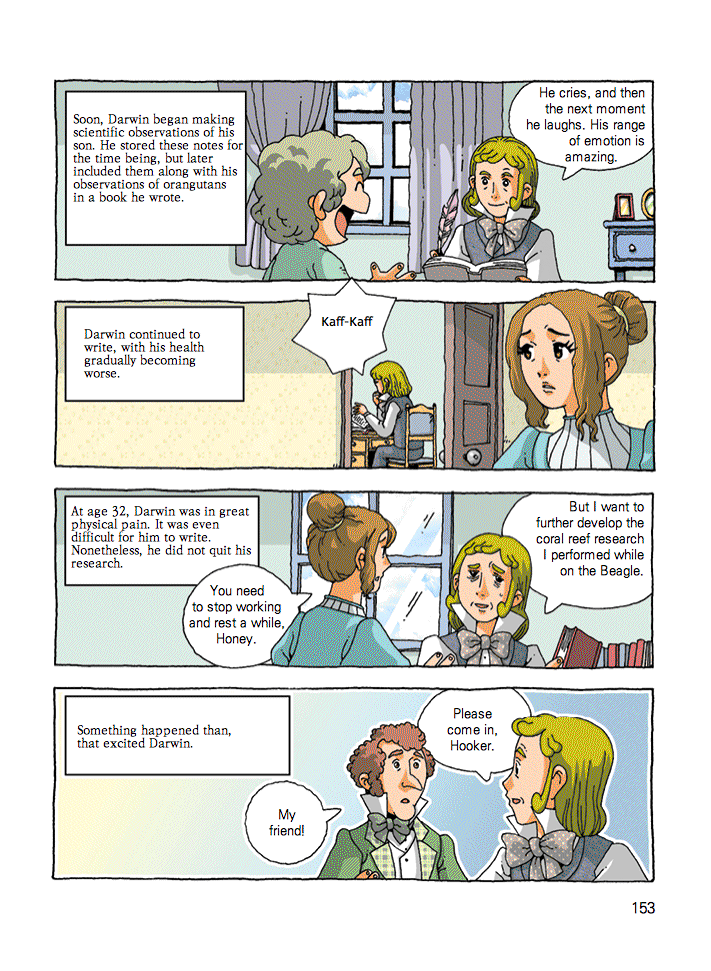 Soon, Darwin began making
scientific observations of his
son. He stored these notes for
the time being, but later
included them along with his
observations of orangutans
in a book he wrote.
He cries, and then
the next moment
he laughs. His range
of emotion is
amazing.
Darwin continued to
write, with his health
gradually becoming
worse.
Kaff-Kaff
At age 32, Darwin was in great
physical pain. It was even
difficult for him to write.
Nonetheless, he did not quit his
research.
You need
to stop working
and rest a while,
Honey.
But I want to
further develop the
coral reef research
I performed while
on the Beagle.
Something happened than,
that excited Darwin.
My
friend!
Please
come in,
Hooker.
153